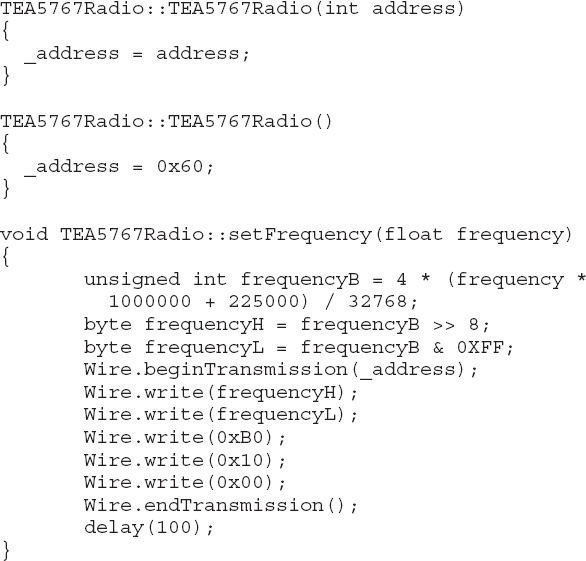 TEA5767Radio::TEA5767Radio(int address)
{
  _address = address;
}

TEA5767Radio::TEA5767Radio()
{
  _address = 0x60;
}

void TEA5767Radio::setFrequency(float frequency)
{
       unsigned int frequencyB = 4 * (frequency *
         1000000 + 225000) / 32768;
       byte frequencyH = frequencyB >> 8;
       byte frequencyL = frequencyB & 0XFF;
       Wire.beginTransmission(_address);
       Wire.write(frequencyH);
       Wire.write(frequencyL);
       Wire.write(0xB0);
       Wire.write(0x10);
       Wire.write(0x00);
       Wire.endTransmission();
       delay(100);
}